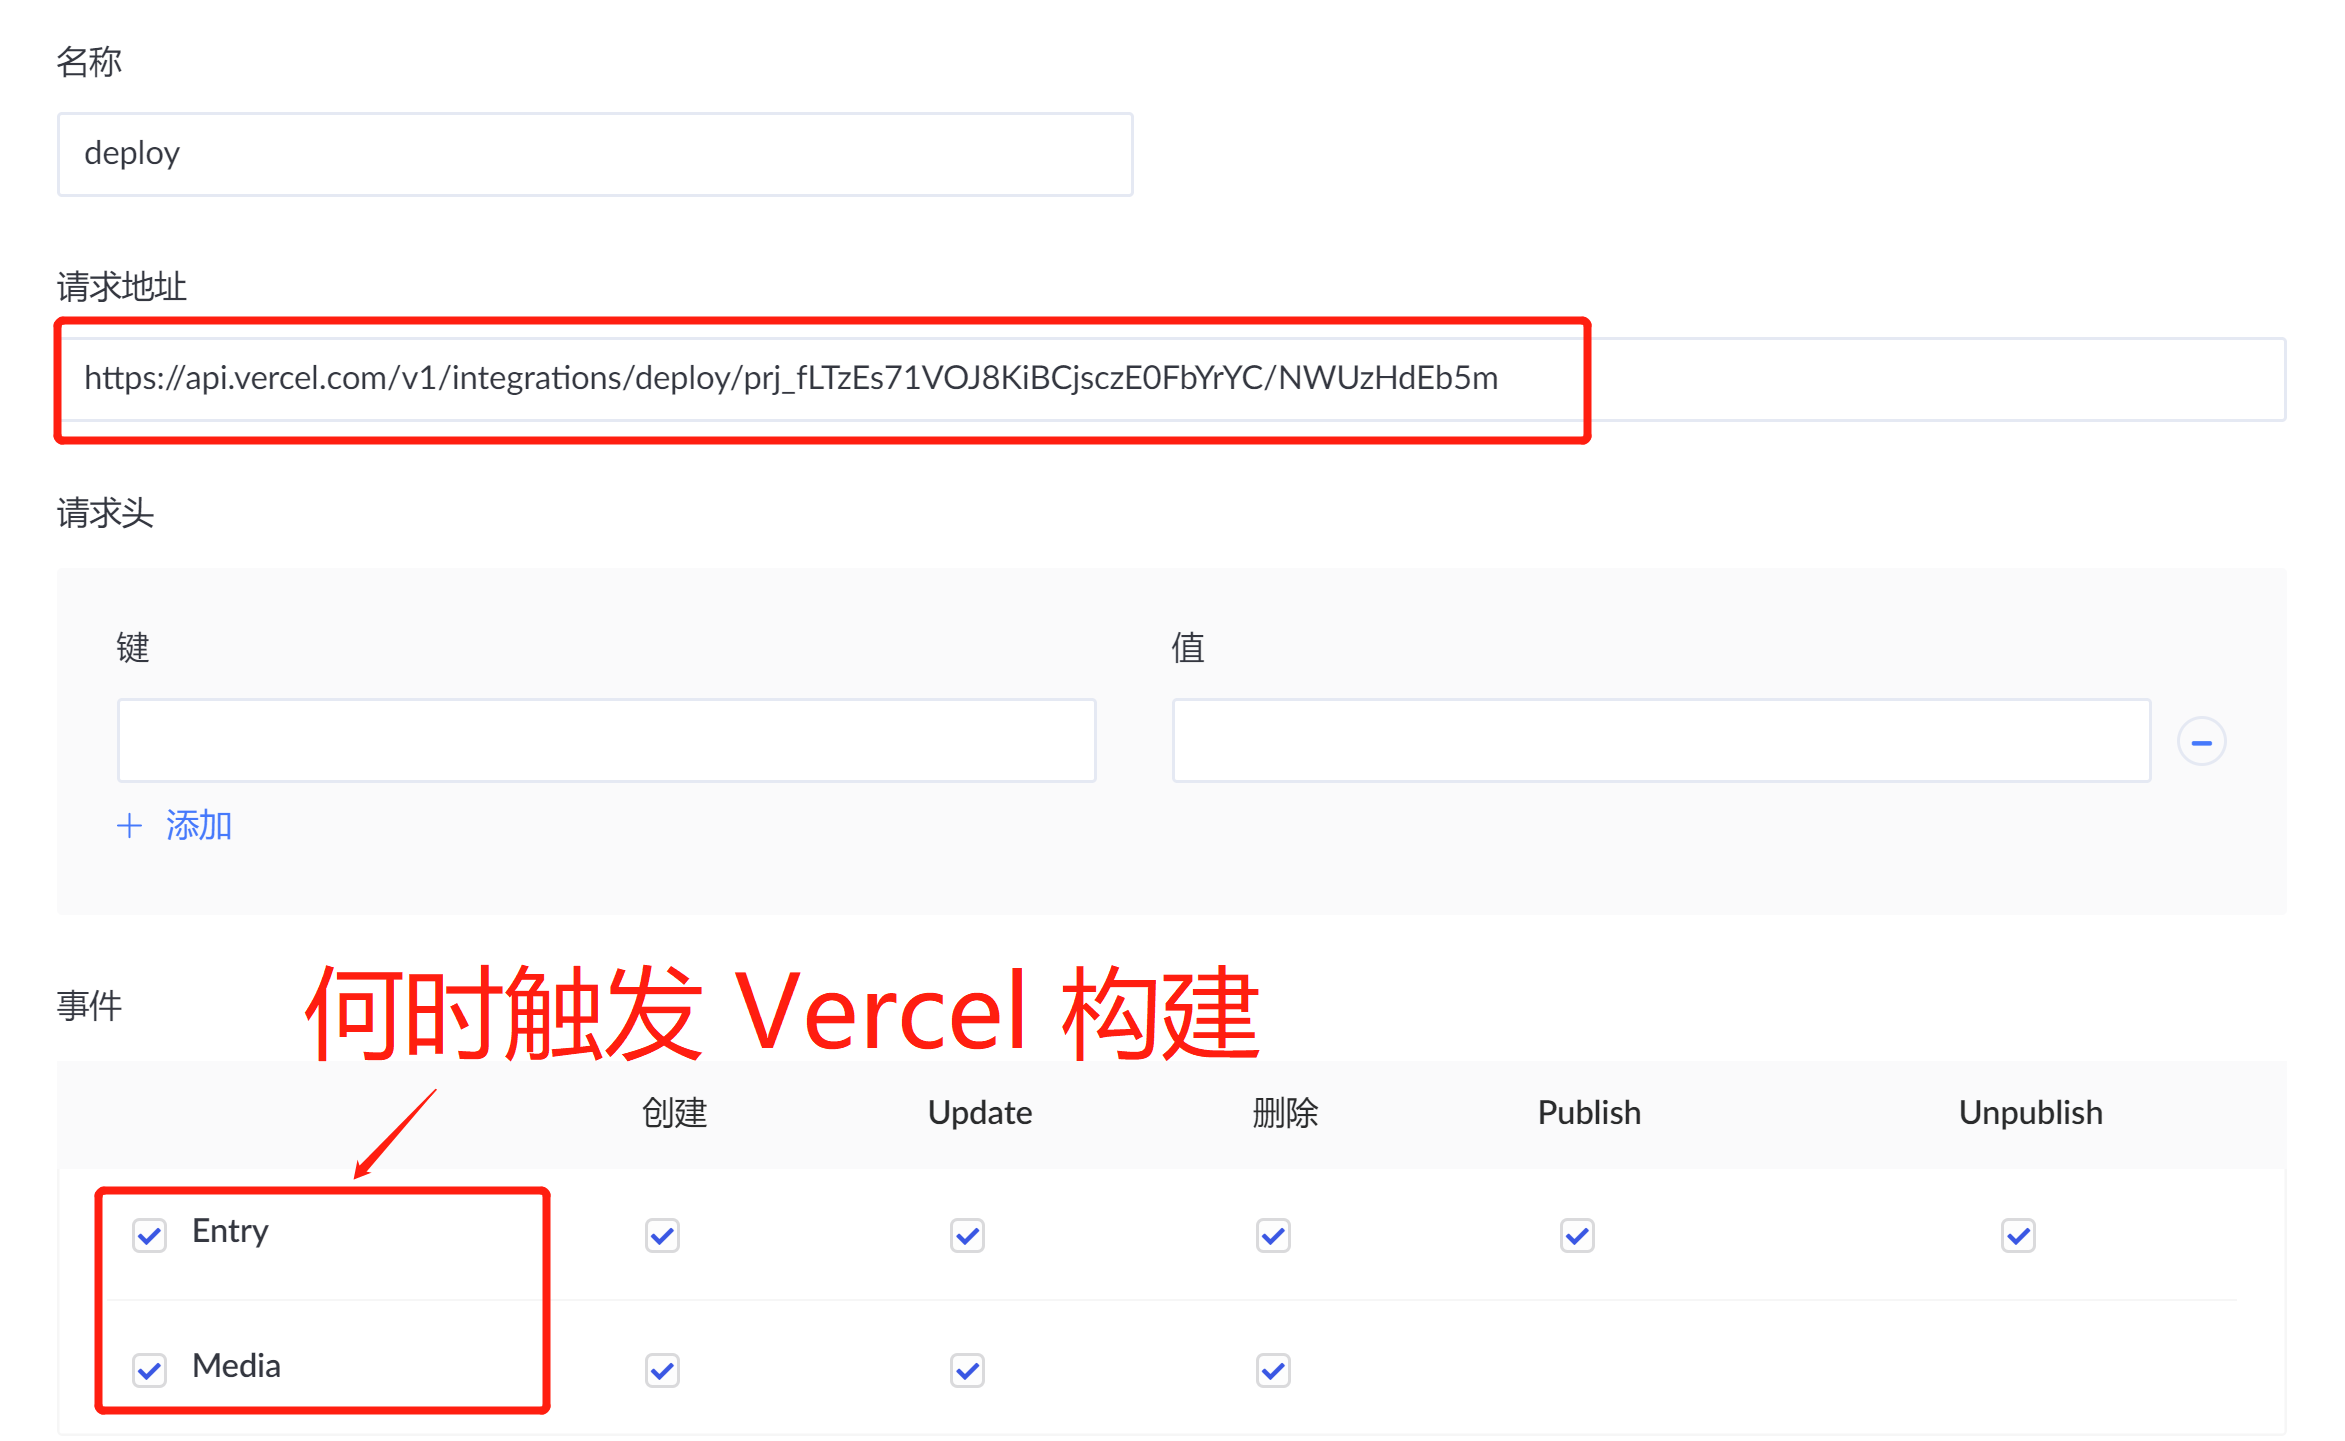 名称
deploy
请求地址
https://api.vercel.com/v1/integrations/deploy/prj_fLTzEs71VOJ8KiBCjsczE0FbYrYC/NWUzHdEb5m
请求头
键 值
+ 添加
事件
何时触发 Vercel 构建
创建 Update 删除 Publish Unpublish
Entry
Media